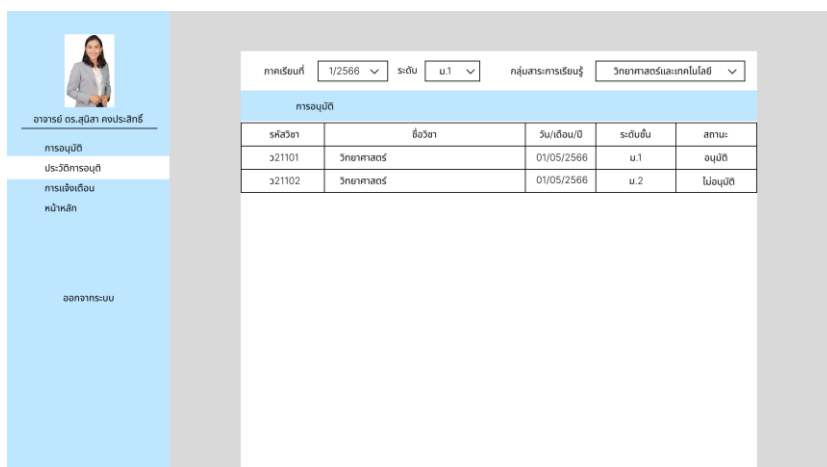 อาจารย์ ดร.สุนิสา คงประสิทธิ์
การอนุมัติ
ประวัติการอนุติ
การแจ้งเตือน
หน้าหลัก
ออกจากระบบ
ภาคเรียนที่ 1/2566 ระดับ ม.1 กลุ่มสาระการเรียนรู้ วิทยาศาสตร์และเทคโนโลยี
การอนุมัติ
รหัสวิชา ชื่อวิชา วัน/เดือน/ปี ระดับชั้น สถานะ
ว21101 วิทยาศาสตร์ 01/05/2566 ม.1 อนุมัติ
ว21102 วิทยาศาสตร์ 01/05/2566 ม.2 ไม่อนุมัติ